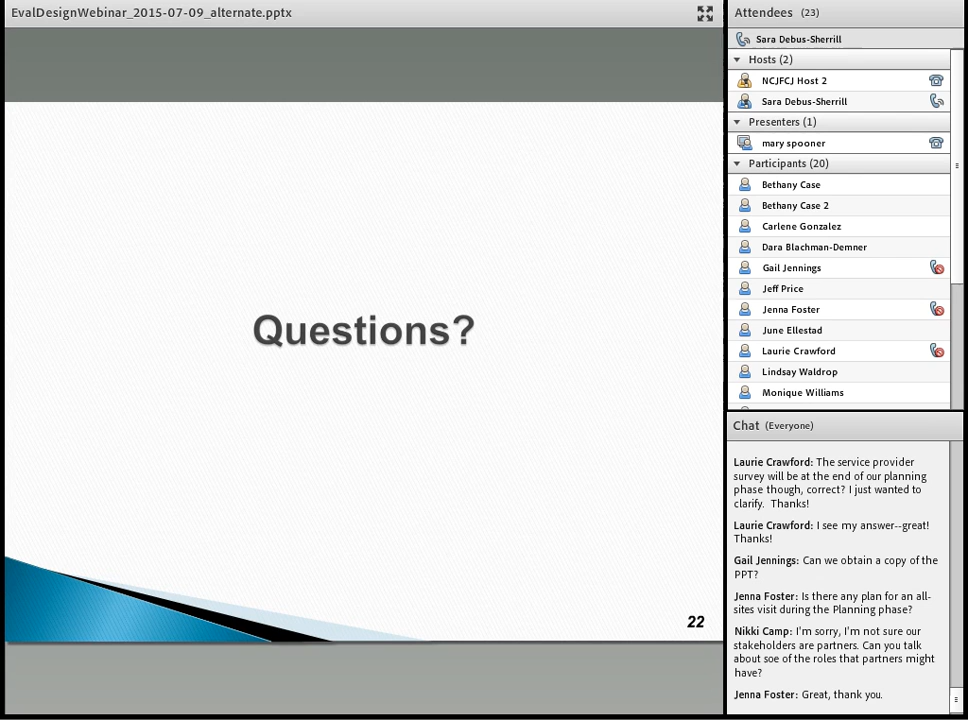 EvalDesignWebinar_2015-07-09_alternate.pptx
Questions?
22
Attendees (23)
Sara Debus-Sherrill
Hosts (2)
NCJFCJ Host 2
Sara Debus-Sherrill
Presenters (1)
mary spooner
Participants (20)
Bethany Case
Bethany Case 2
Carlene Gonzalez
Dara Blachman-Demner
Gail Jennings
Jeff Price
Jenna Foster
June Ellestad
Laurie Crawford
Lindsay Waldrop
Monique Williams
Chat (Everyone)
Laurie Crawford: The service provider
survey will be at the end of our planning
phase though, correct? I just wanted to
clarify. Thanks!
Laurie Crawford: I see my answer--great!
Thanks!
Gail Jennings: Can we obtain a copy of the
PPT?
Jenna Foster: Is there any plan for an all-
sites visit during the Planning phase?
Nikki Camp: I'm sorry, I'm not sure our
stakeholders are partners. Can you talk
about soe of the roles that partners might
have?
Jenna Foster: Great, thank you.